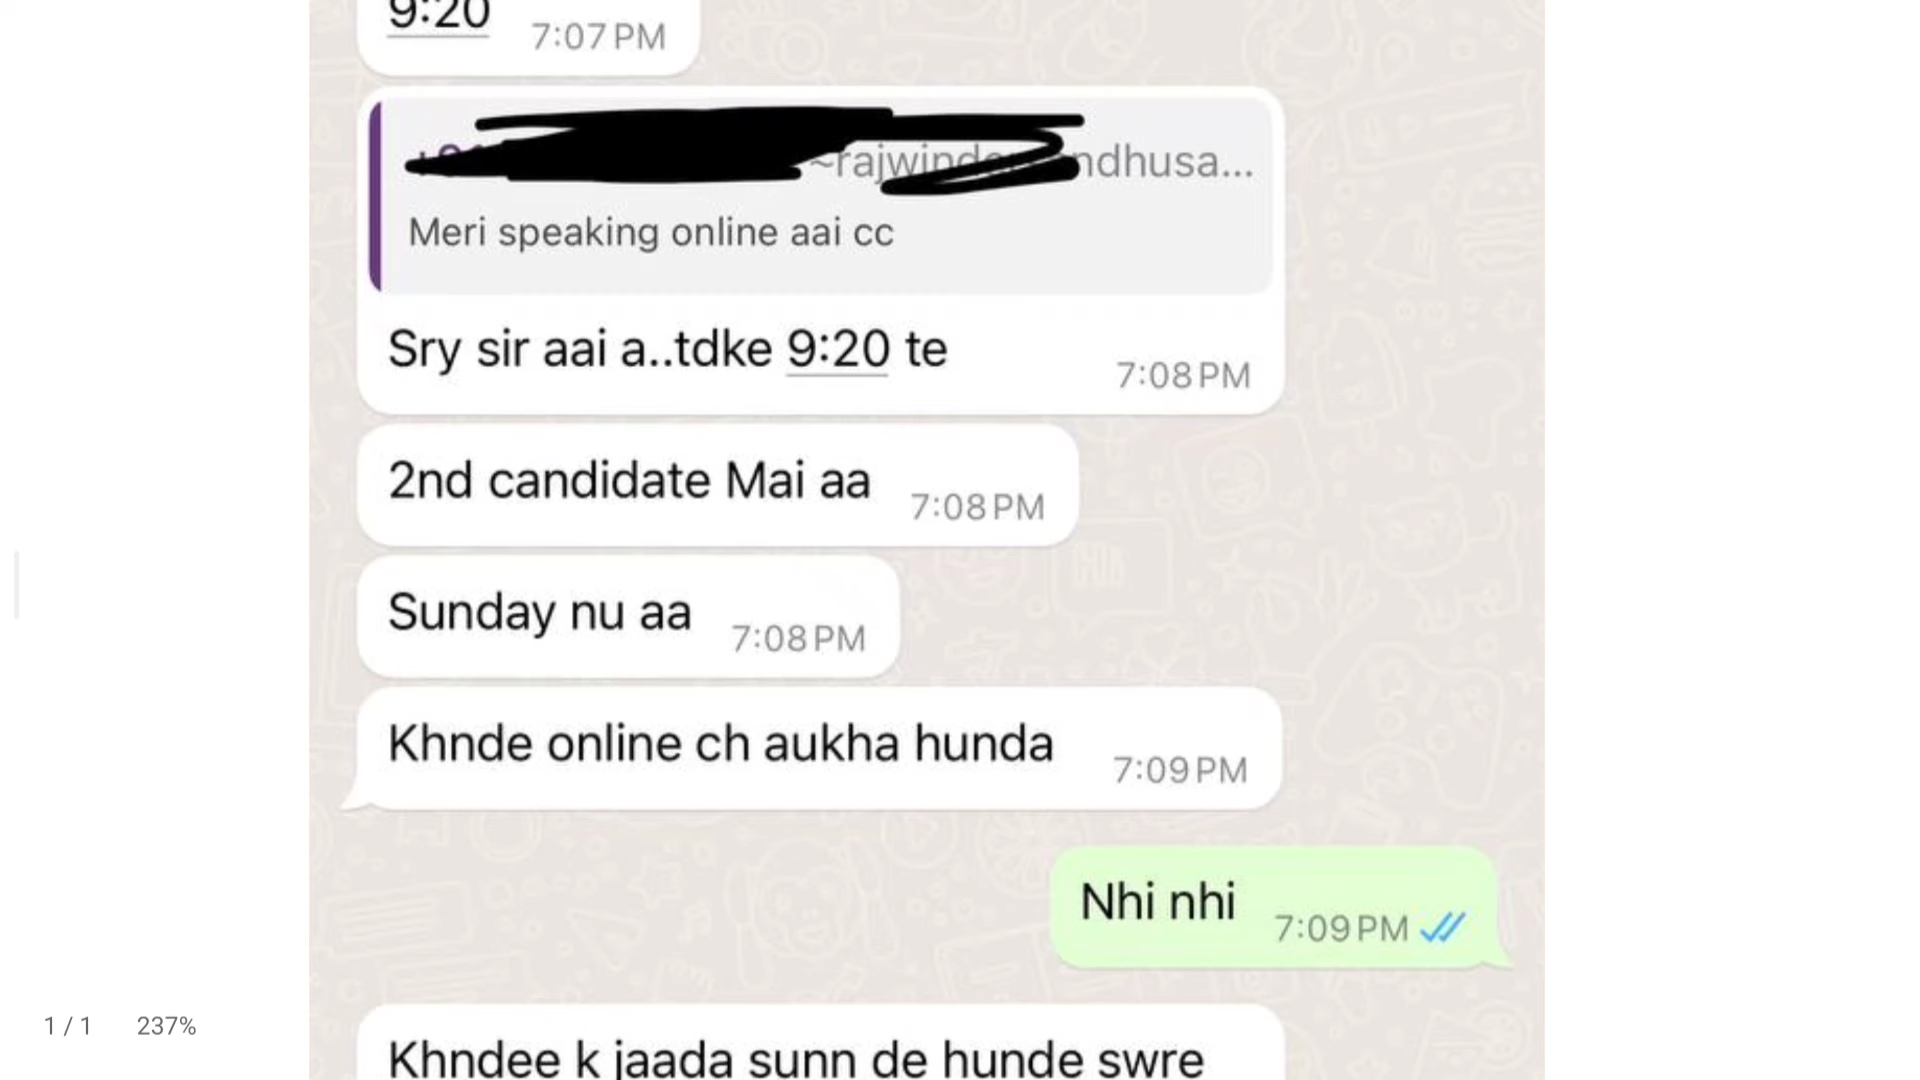 9:20 7:07 PM
~rajwinde ndhusa...
Meri speaking online aai cc
Sry sir aai a..tdke 9:20 te
7:08 PM
2nd candidate Mai aa 7:08 PM
Sunday nu aa 7:08 PM
Khnde online ch aukha hunda
7:09 PM
Nhi nhi 7:09 PM
Khndee k jaada sunn de hunde swre
1 / 1 237%